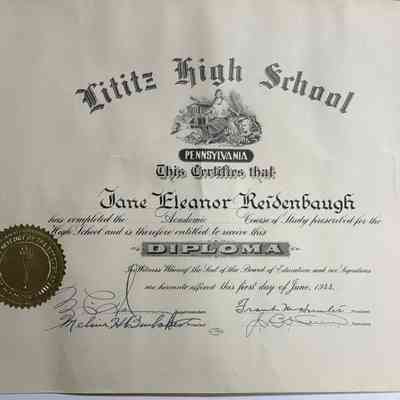 Lititz High School
PENNSYLVANIA
This Certifies that
Jane Eleanor Reidenbaugh
has completed the Academic Course of Study prescribed for the
High School and is therefore entitled to receive this
DIPLOMA
In Witness Whereof the Seal of the Board of Education and our Signatures
are hereunto affixed this first day of June,